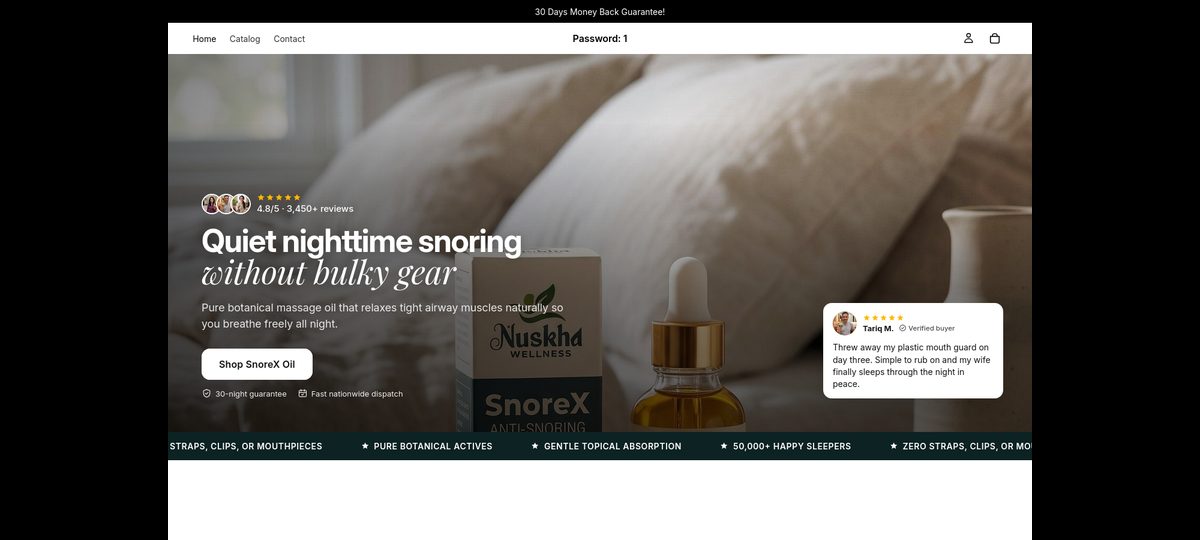 30 Days Money Back Guarantee!
Home Catalog Contact
Password: 1
4.8/5 · 3,450+ reviews
Quiet nighttime snoring
without bulky gear
Pure botanical massage oil that relaxes tight airway muscles naturally so
you breathe freely all night.
Shop SnoreX Oil
30-night guarantee
Fast nationwide dispatch
Nuskha
WELLNESS
SnoreX
ANTI-SNORING
Tariq M. Verified buyer
Threw away my plastic mouth guard on
day three. Simple to rub on and my wife
finally sleeps through the night in
peace.
STRAPS, CLIPS, OR MOUTHPIECES ★ PURE BOTANICAL ACTIVES ★ GENTLE TOPICAL ABSORPTION ★ 50,000+ HAPPY SLEEPERS ★ ZERO STRAPS, CLIPS, OR MOU